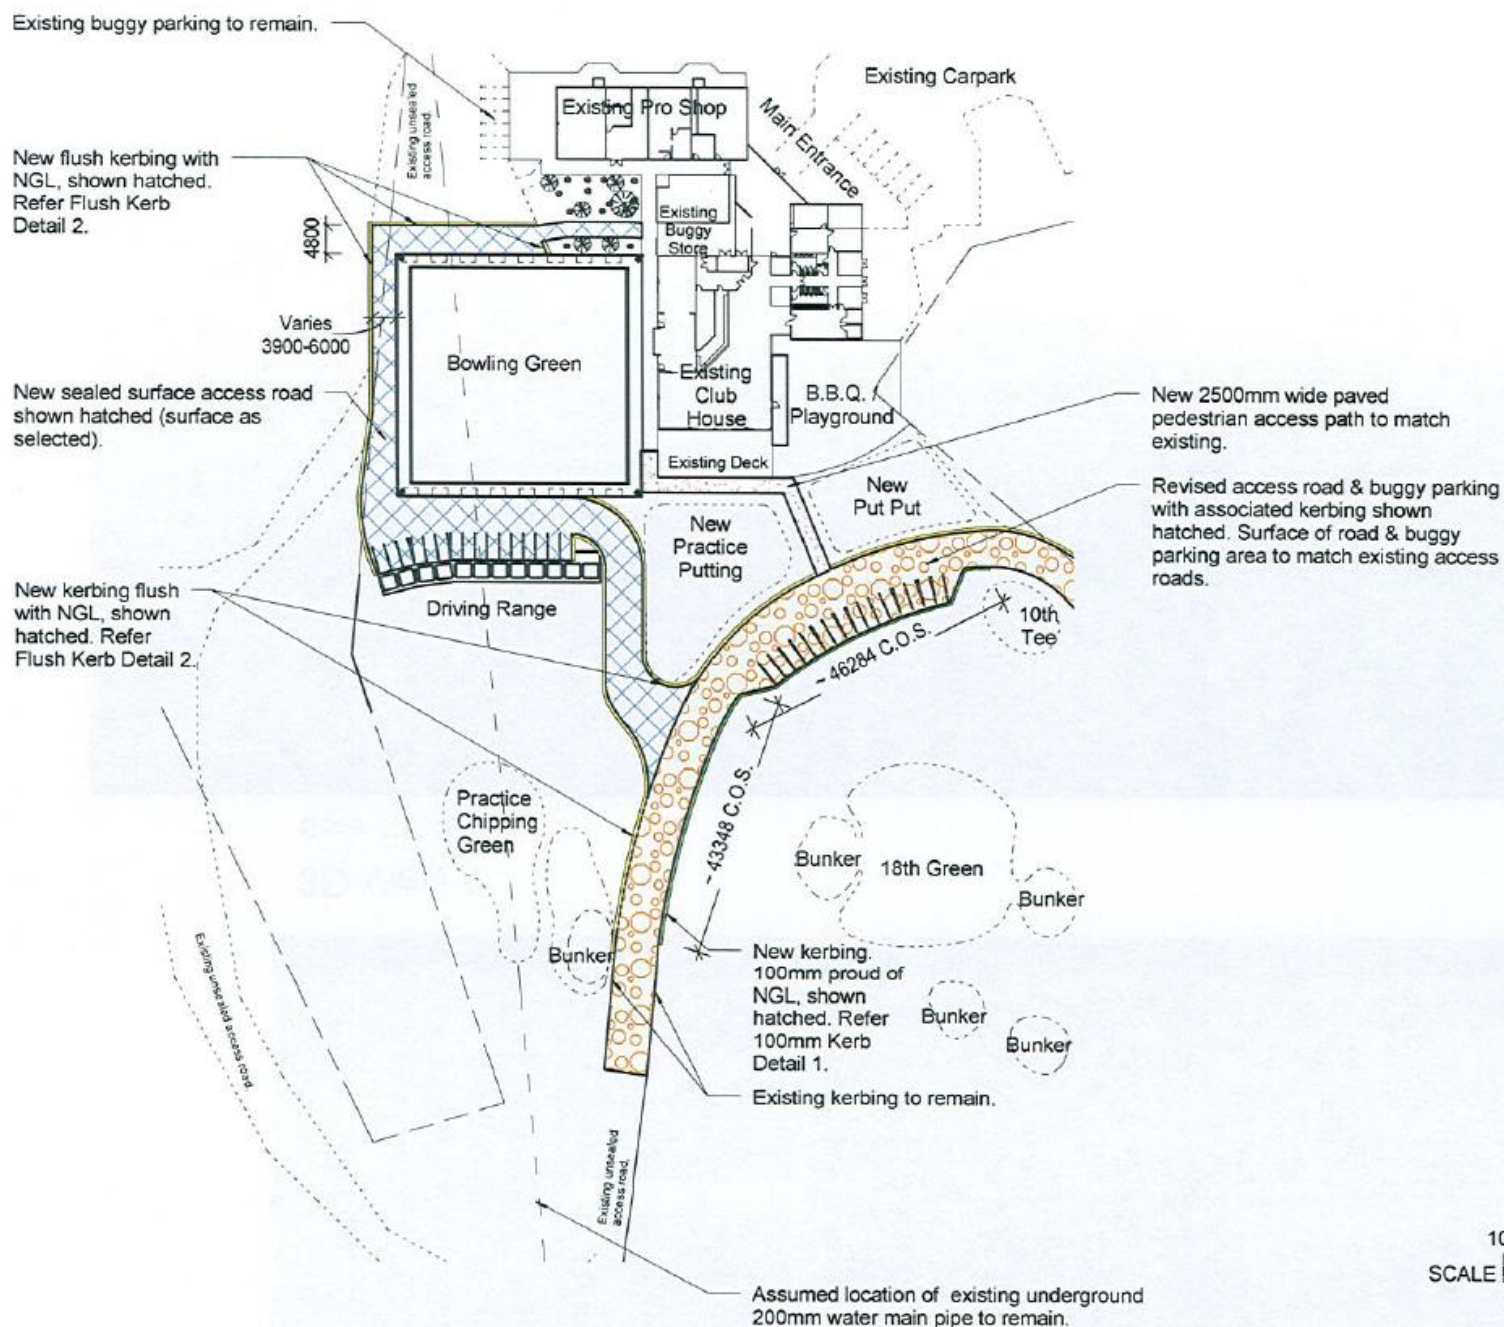 Existing buggy parking to remain.
Existing Carpark
Existing Pro Shop
Main Entrance
Existing unsealed
access road.
New flush kerbing with
NGL, shown hatched.
Refer Flush Kerb
Detail 2.
4800
Existing
Buggy
Store
Varies
3900-6000
Bowling Green
Existing
Club
House
B.B.Q. /
Playground
New sealed surface access road
shown hatched (surface as
selected).
New 2500mm wide paved
pedestrian access path to match
existing.
Existing Deck
New
Put Put
Revised access road & buggy parking
with associated kerbing shown
hatched. Surface of road & buggy
parking area to match existing access
roads.
New
Practice
Putting
New kerbing flush
with NGL, shown
hatched. Refer
Flush Kerb Detail 2.
Driving Range
10th
Tee
~ 46284 C.O.S.
~ 43348 C.O.S.
Practice
Chipping
Green
Bunker
18th Green
Bunker
Bunker
New kerbing.
100mm proud of
NGL, shown
hatched. Refer
100mm Kerb
Detail 1.
Bunker
Bunker
Existing unsealed access road.
Existing kerbing to remain.
Existing unsealed
access road.
10
SCALE
Assumed location of existing underground
200mm water main pipe to remain.